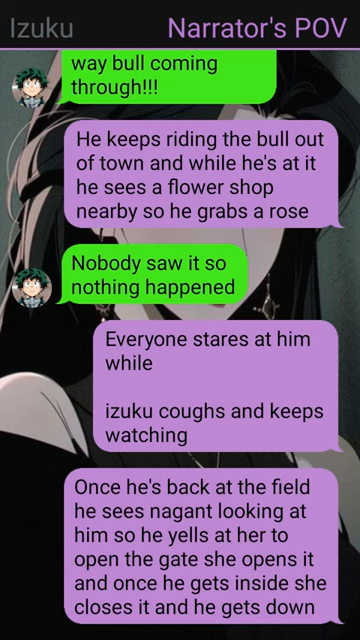 Izuku
Narrator's POV
way bull coming
through!!!
He keeps riding the bull out
of town and while he's at it
he sees a flower shop
nearby so he grabs a rose
Nobody saw it so
nothing happened
Everyone stares at him
while
izuku coughs and keeps
watching
Once he's back at the field
he sees nagant looking at
him so he yells at her to
open the gate she opens it
and once he gets inside she
closes it and he gets down